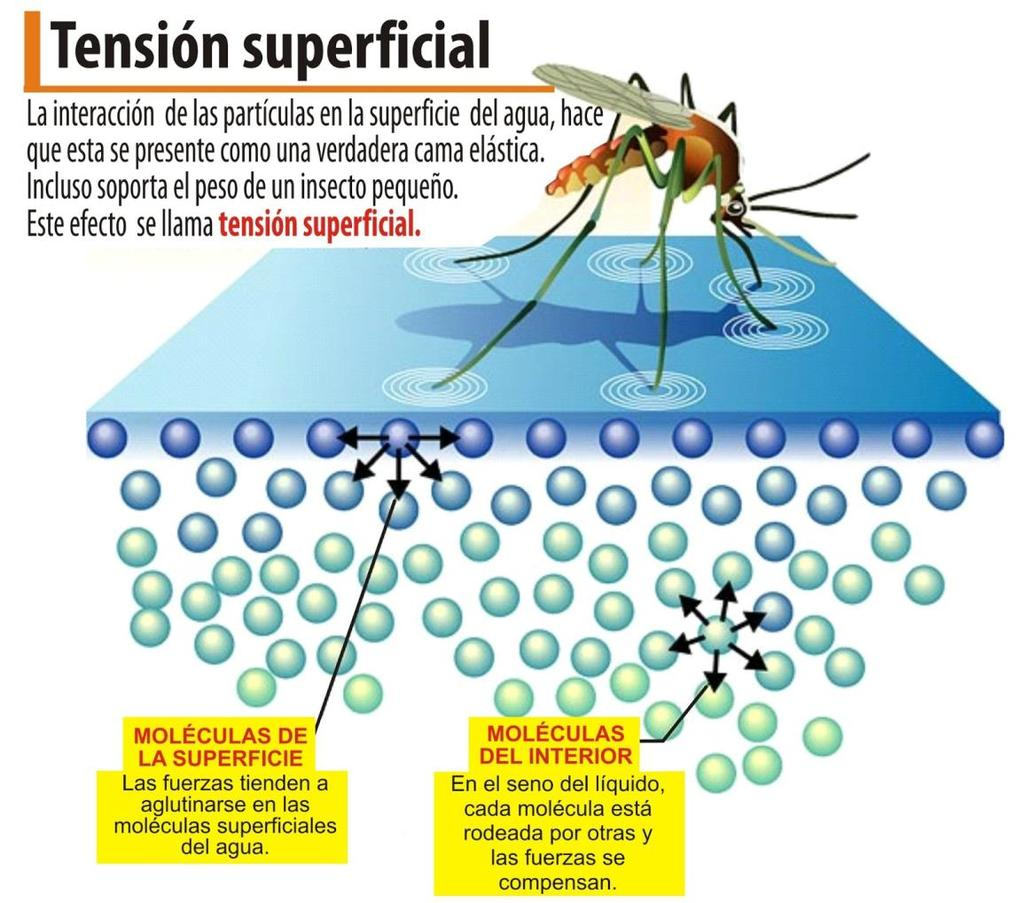 Tensión superficial
La interacción de las partículas en la superficie del agua, hace
que esta se presente como una verdadera cama elástica.
Incluso soporta el peso de un insecto pequeño.
Este efecto se llama tensión superficial.
MOLÉCULAS DE
LA SUPERFICIE
Las fuerzas tienden a
aglutinarse en las
moléculas superficiales
del agua.
MOLÉCULAS
DEL INTERIOR
En el seno del líquido,
cada molécula está
rodeada por otras y
las fuerzas se
compensan.